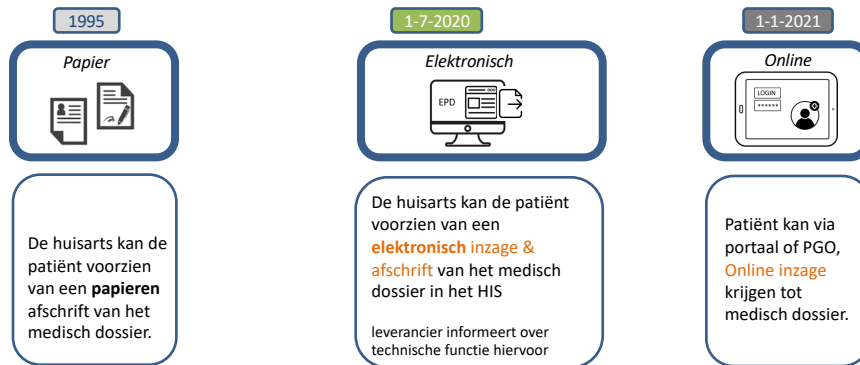 1995
Papier
De huisarts kan de
patiënt voorzien
van een papieren
afschrift van het
medisch dossier.
1-7-2020
Elektronisch
EPD
De huisarts kan de patiënt
voorzien van een
elektronisch inzage &
afschrift van het medisch
dossier in het HIS
leverancier informeert over
technische functie hiervoor
1-1-2021
Online
LOGIN
******
Patiënt kan via
portaal of PGO,
Online inzage
krijgen tot
medisch dossier.